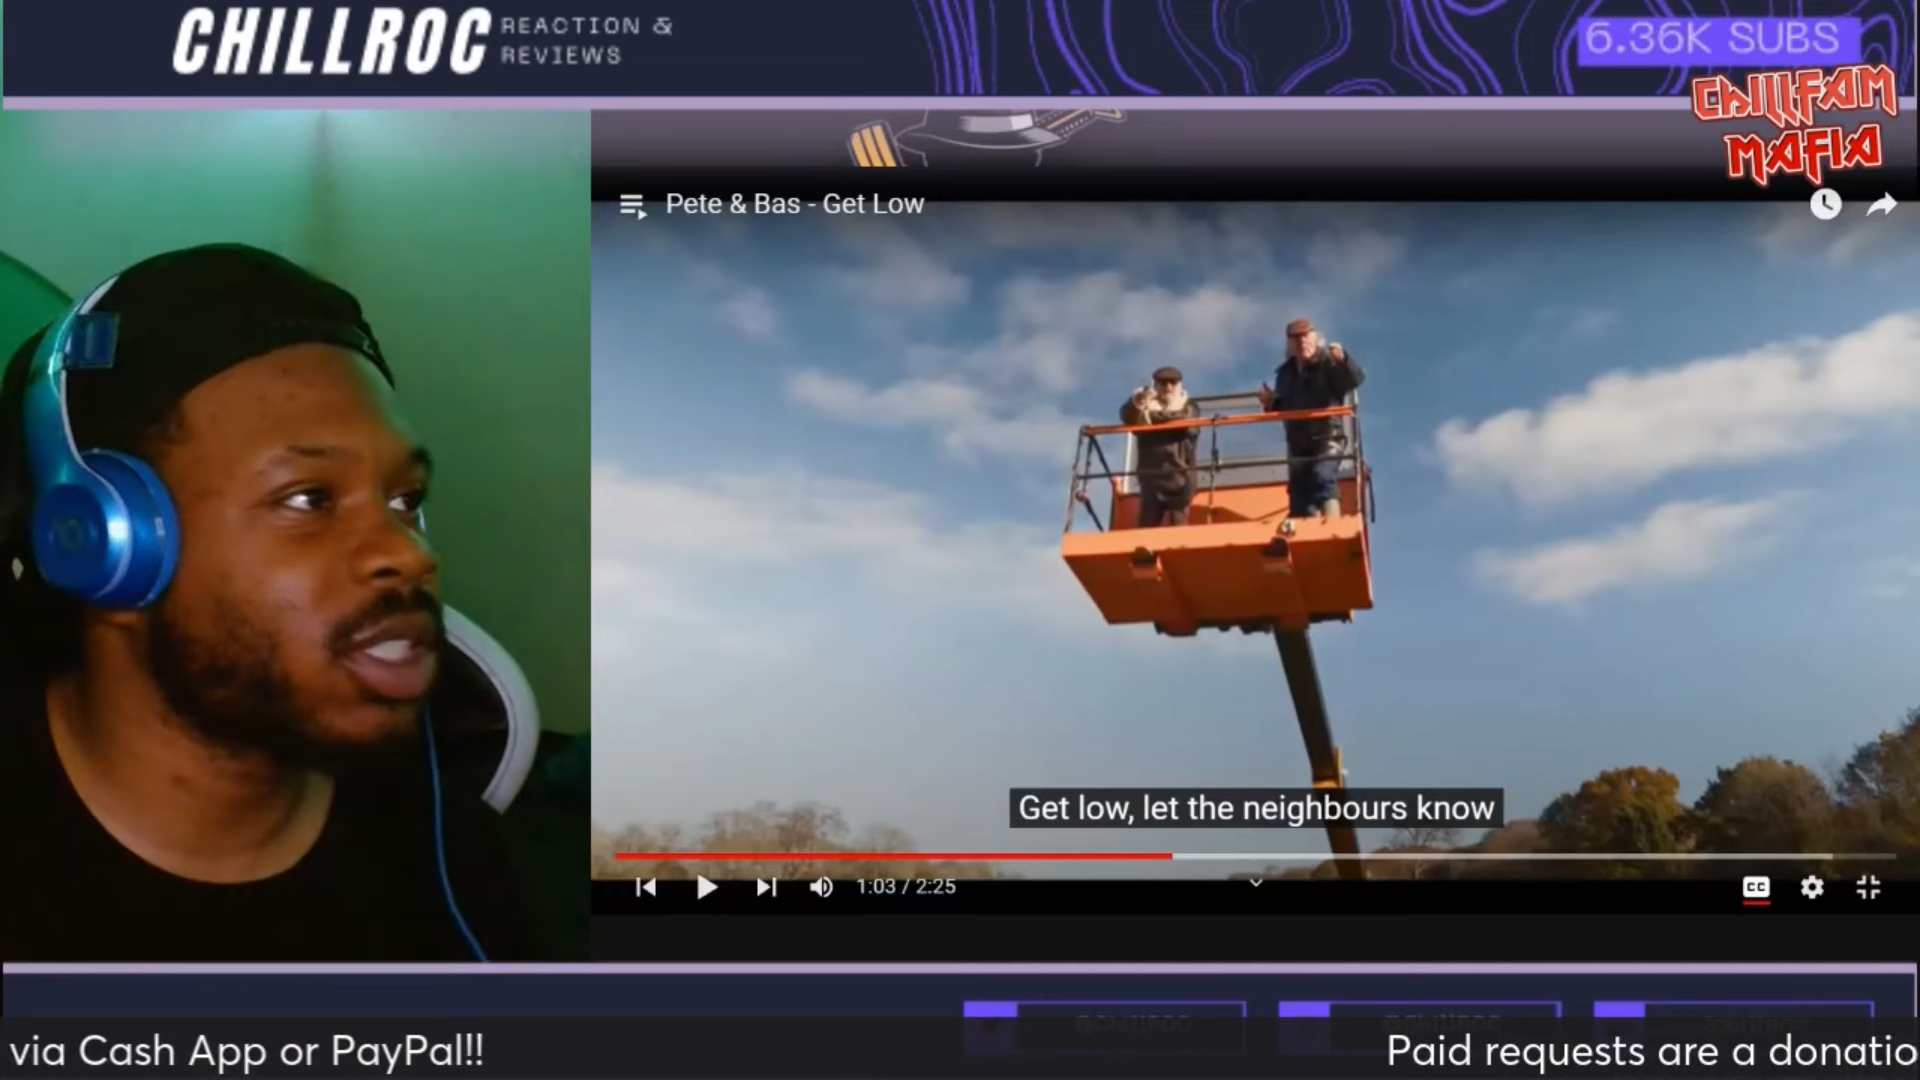 CHILLROC
REACTION &
REVIEWS
6.36K SUBS
CHILLFAM
MAFIA
Pete & Bas - Get Low
Get low, let the neighbours know
1:03 / 2:25
CC
via Cash App or PayPal!!
Paid requests are a donatio